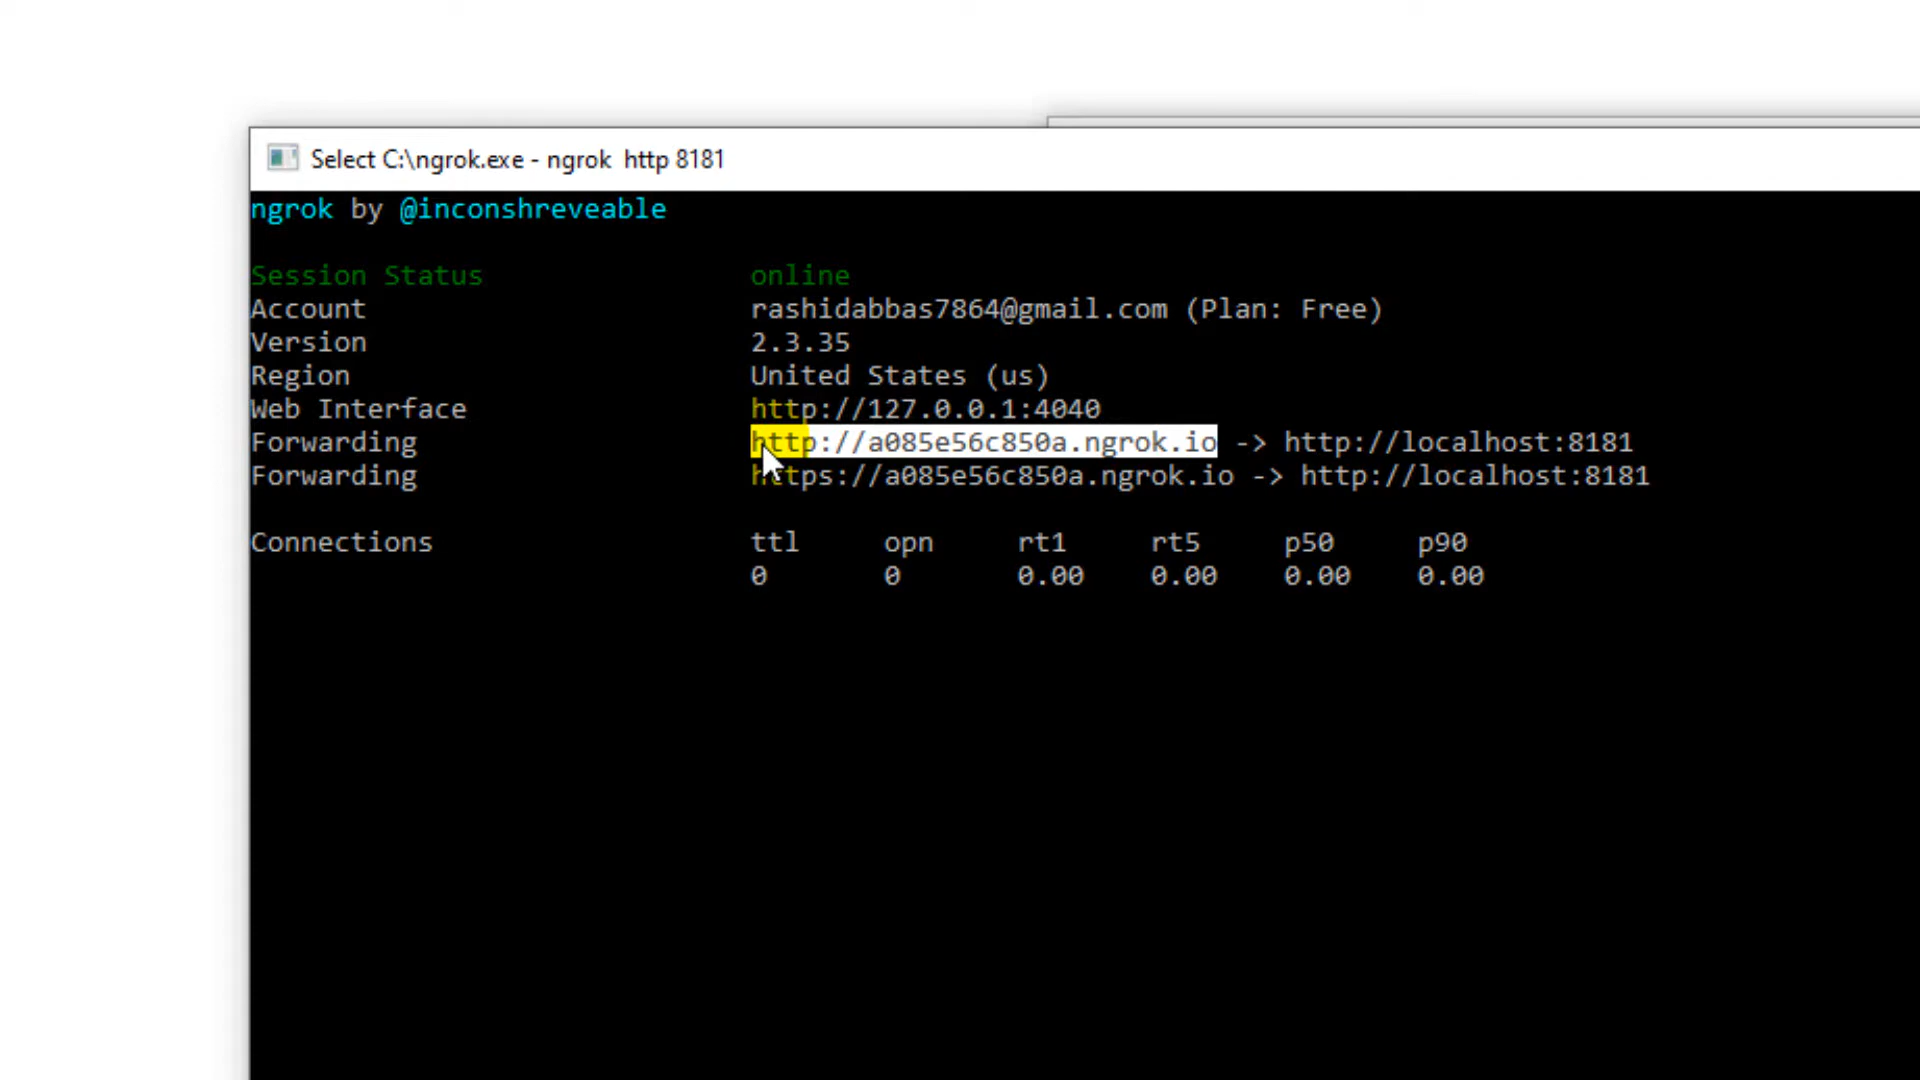 Select C:\ngrok.exe - ngrok  http 8181
ngrok by @inconshreveable
Session Status                online
Account                       rashidabbas7864@gmail.com (Plan: Free)
Version                       2.3.35
Region                        United States (us)
Web Interface                 http://127.0.0.1:4040
Forwarding                    http://a085e56c850a.ngrok.io -> http://localhost:8181
Forwarding                    https://a085e56c850a.ngrok.io -> http://localhost:8181
Connections                   ttl     opn     rt1     rt5     p50     p90
                              0       0       0.00    0.00    0.00    0.00